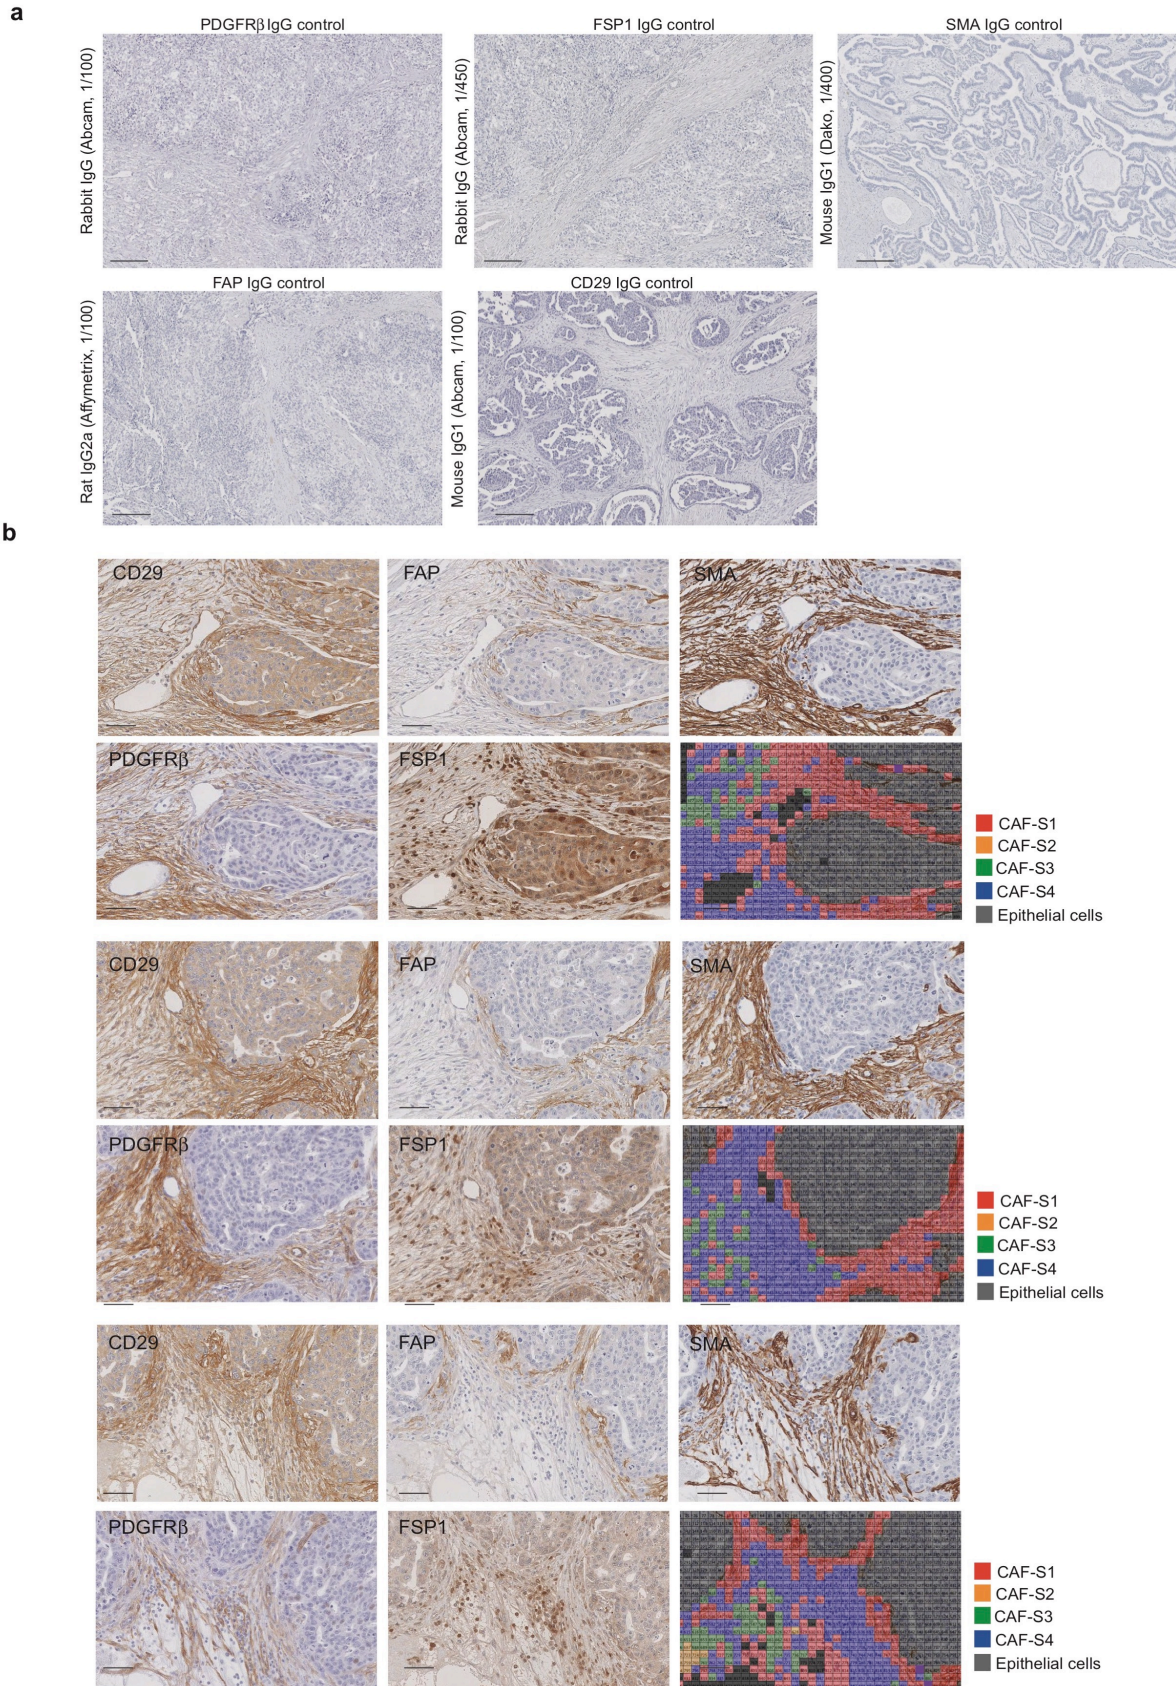 a
PDGFRβ IgG control
FSP1 IgG control
SMA IgG control
Rabbit IgG (Abcam, 1/100)
Rabbit IgG (Abcam, 1/450)
Mouse IgG1 (Dako, 1/400)
FAP IgG control
CD29 IgG control
Rat IgG2a (Affymetrix, 1/100)
Mouse IgG1 (Abcam, 1/100)
b
CD29
FAP
SMA
PDGFRβ
FSP1
CAF-S1
CAF-S2
CAF-S3
CAF-S4
Epithelial cells
CD29
FAP
SMA
PDGFRβ
FSP1
CAF-S1
CAF-S2
CAF-S3
CAF-S4
Epithelial cells
CD29
FAP
SMA
PDGFRβ
FSP1
CAF-S1
CAF-S2
CAF-S3
CAF-S4
Epithelial cells